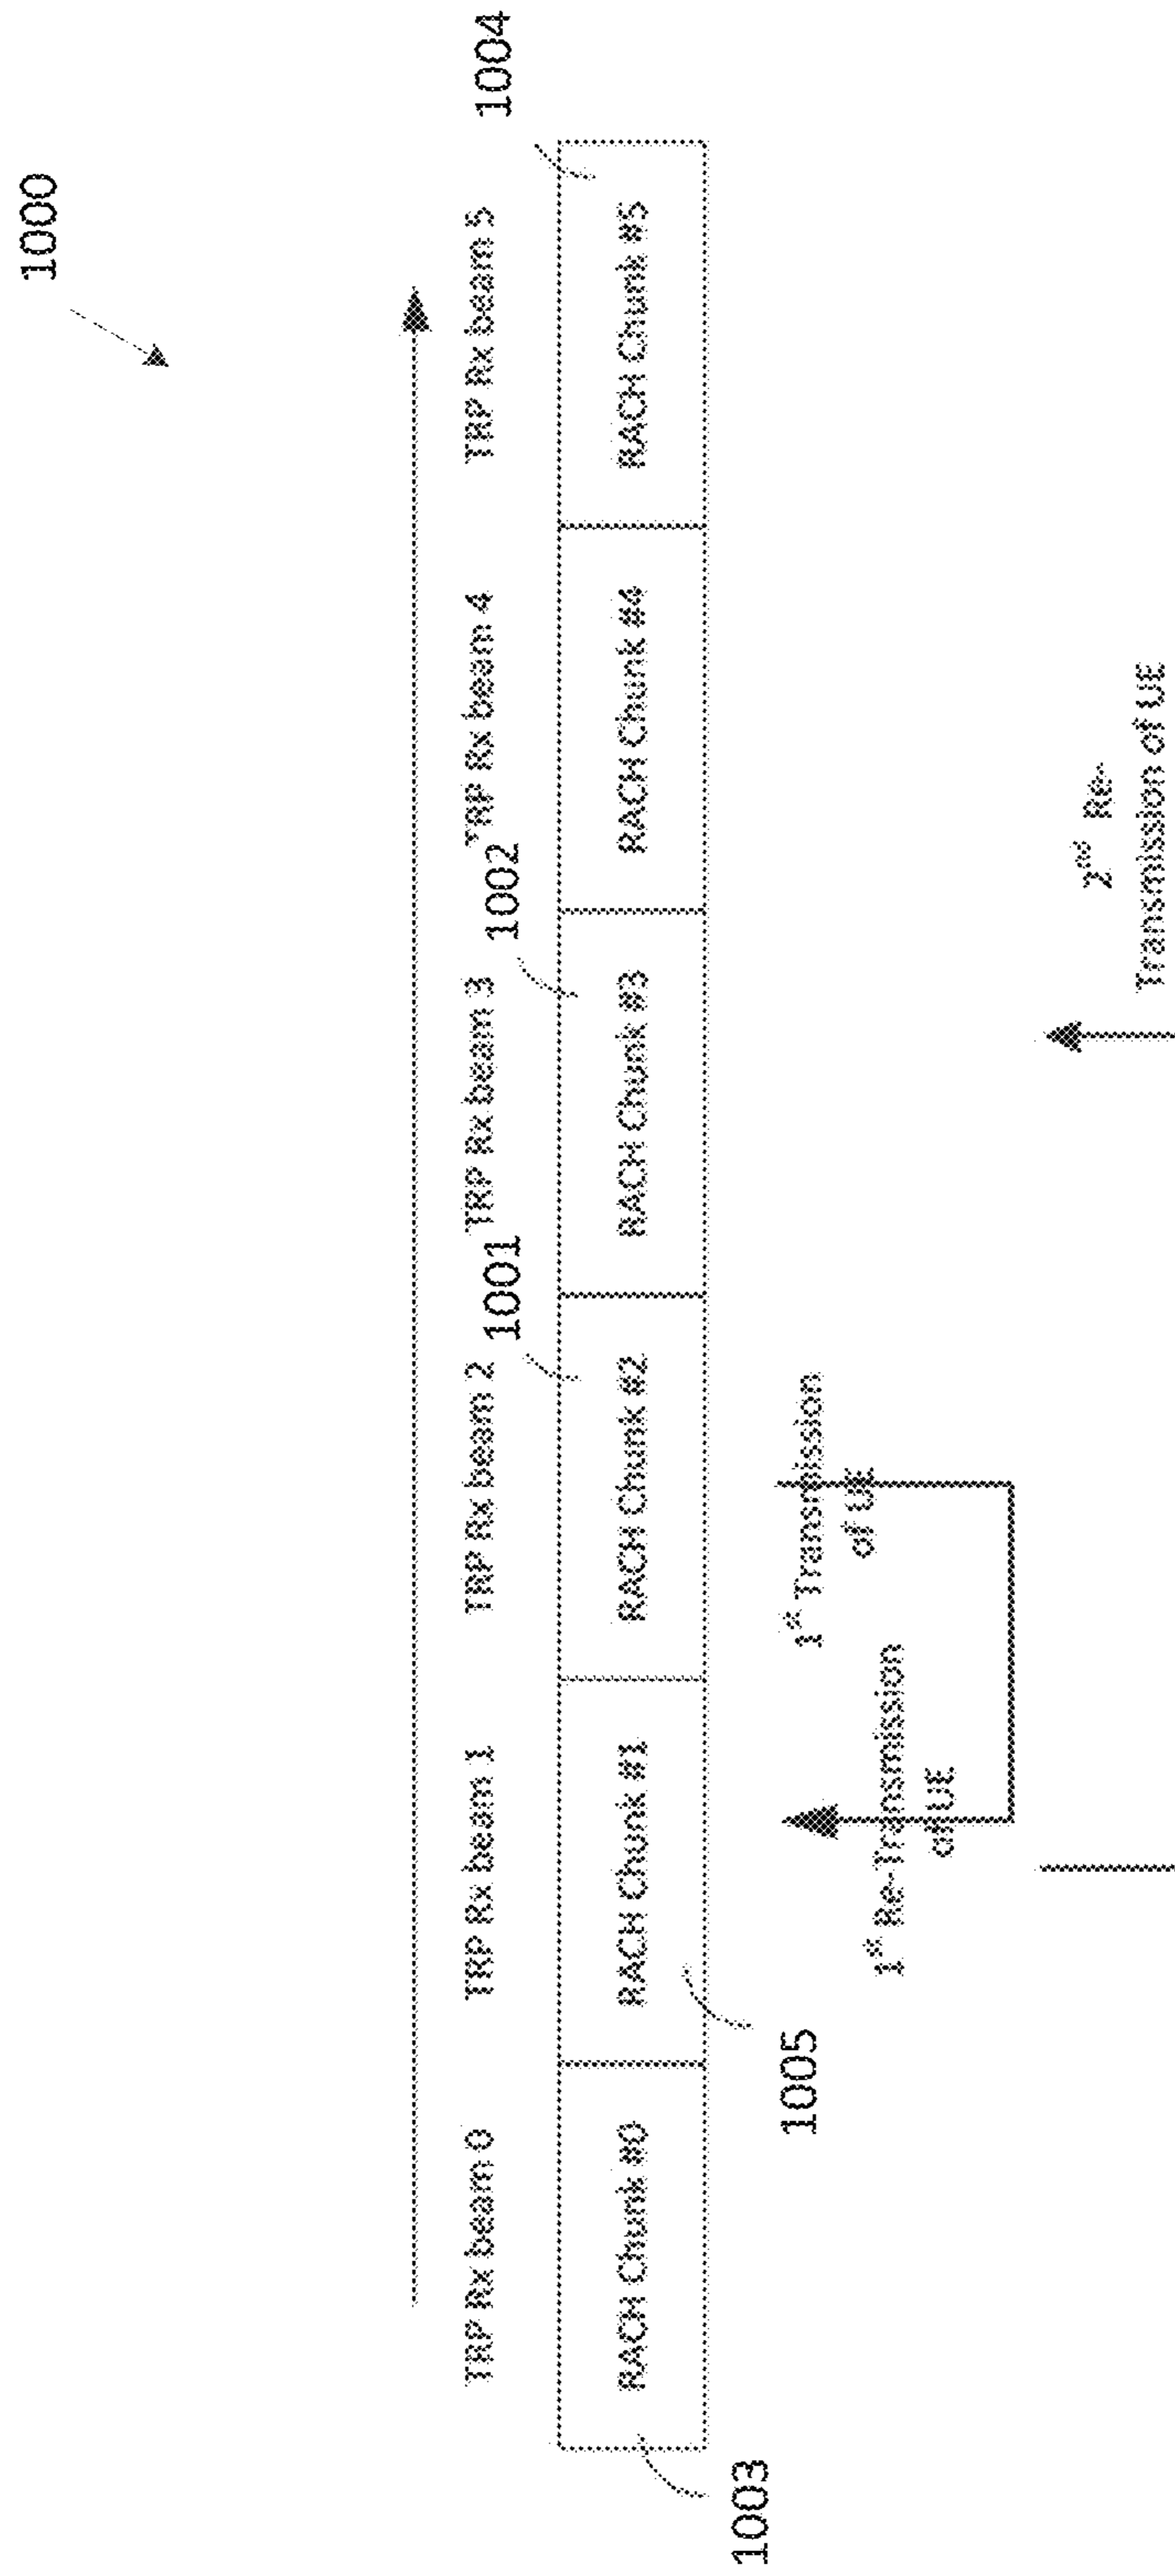 1000
TRP Rx beam 0 TRP Rx beam 1 TRP Rx beam 2 TRP Rx beam 3 TRP Rx beam 4 TRP Rx beam 5
1001 1002 1004
RACH Chunk #0 RACH Chunk #1 RACH Chunk #2 RACH Chunk #3 RACH Chunk #4 RACH Chunk #5
1003 1005
1st Transmission
of UE
1st Re-Transmission
of UE
2nd Re-
Transmission of UE